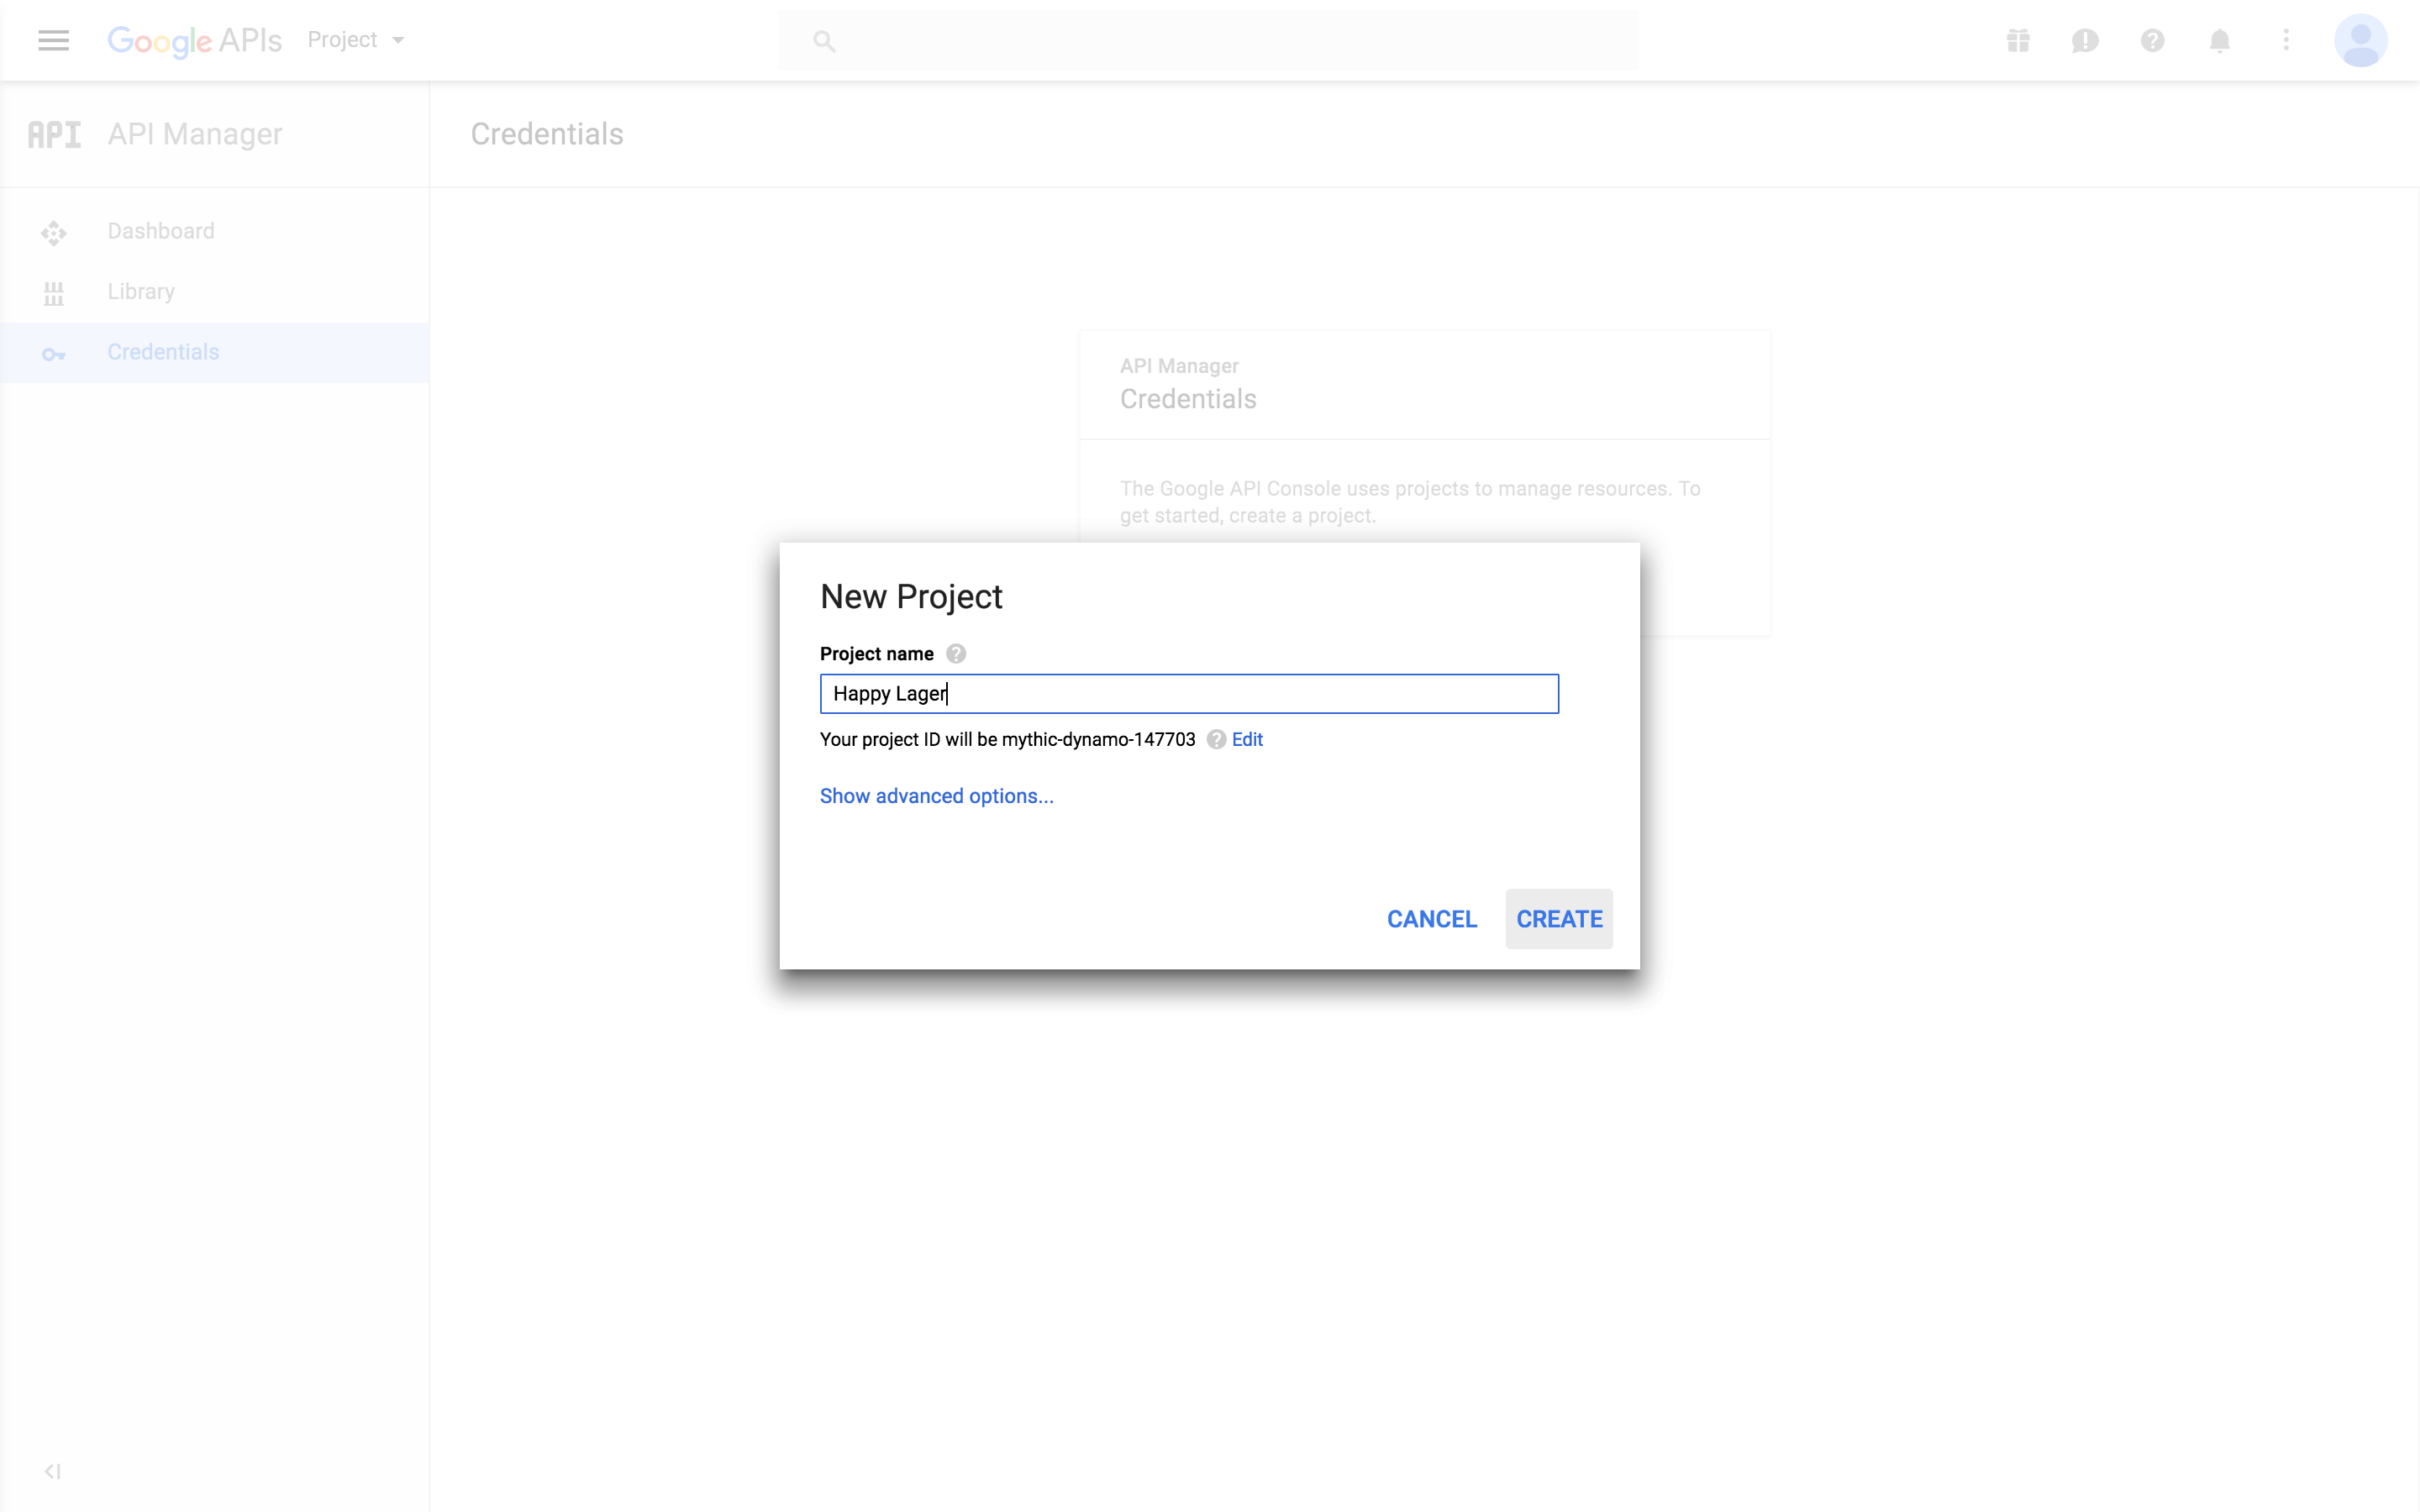 Google APIs Project
API API Manager
Credentials
Dashboard
Library
Credentials
API Manager
Credentials
The Google API Console uses projects to manage resources. To
get started, create a project.
New Project
Project name
Happy Lager
Your project ID will be mythic-dynamo-147703 Edit
Show advanced options...
CANCEL CREATE